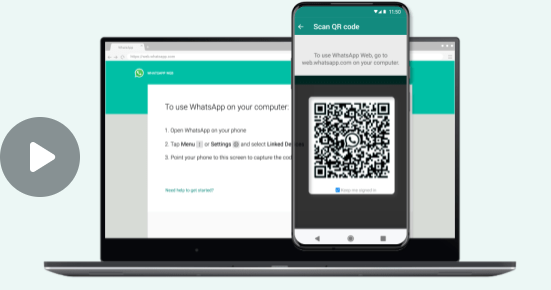 WhatsApp
https://web.whatsapp.com
WHATSAPP WEB
To use WhatsApp on your computer:
1. Open WhatsApp on your phone
2. Tap Menu or Settings and select Linked De
3. Point your phone to this screen to capture the cod
Need help to get started?
11:50
Scan QR code
To use WhatsApp Web, go to
web.whatsapp.com on your computer.
Keep me signed in